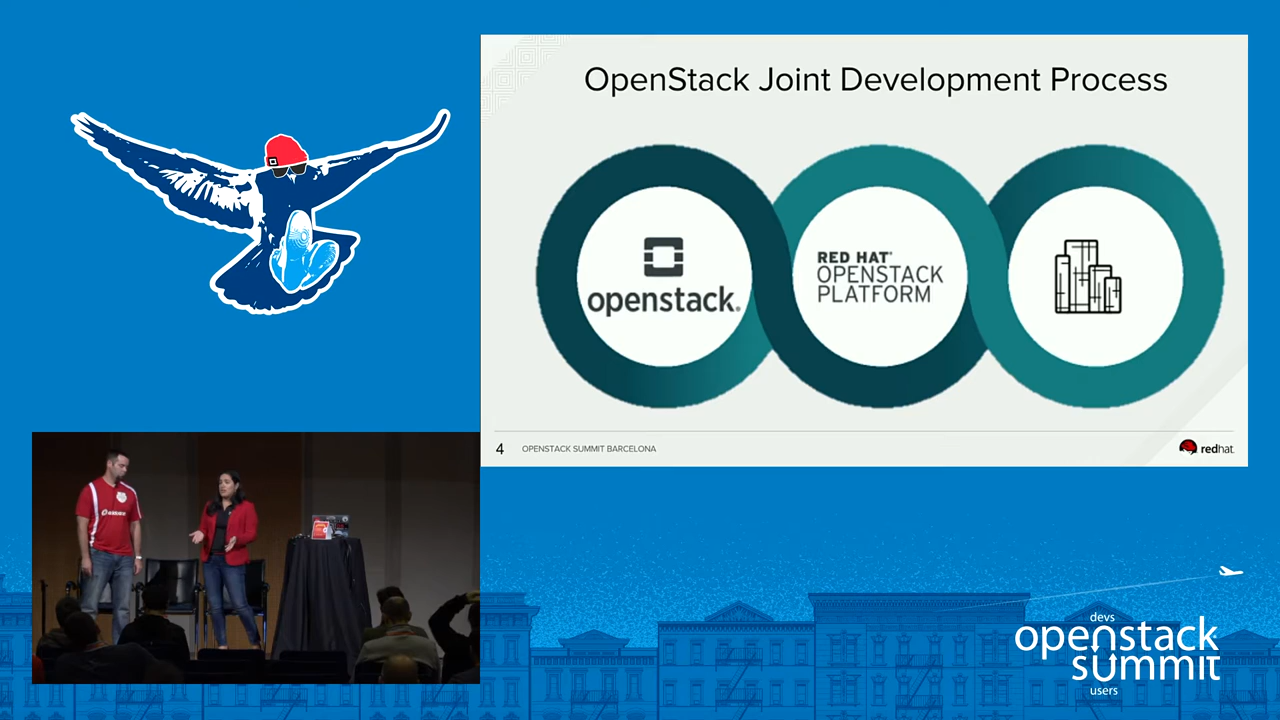 OpenStack Joint Development Process
openstack.
RED HAT®
OPENSTACK
PLATFORM
4
OPENSTACK SUMMIT BARCELONA
redhat.
devs
openstack
summit
users